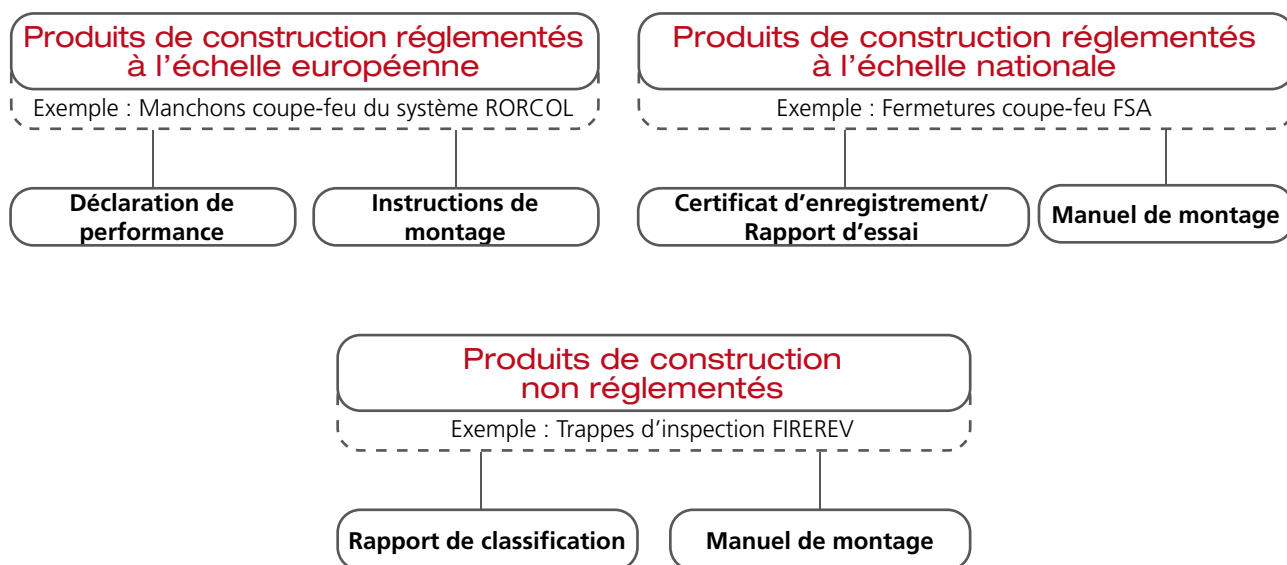 Produits de construction réglementés
à l’échelle européenne
Exemple : Manchons coupe-feu du système RORCOL
Déclaration de
performance
Instructions de
montage
Produits de construction réglementés
à l’échelle nationale
Exemple : Fermetures coupe-feu FSA
Certificat d’enregistrement/
Rapport d’essai
Manuel de montage
Produits de construction
non réglementés
Exemple : Trappes d’inspection FIREREV
Rapport de classification
Manuel de montage